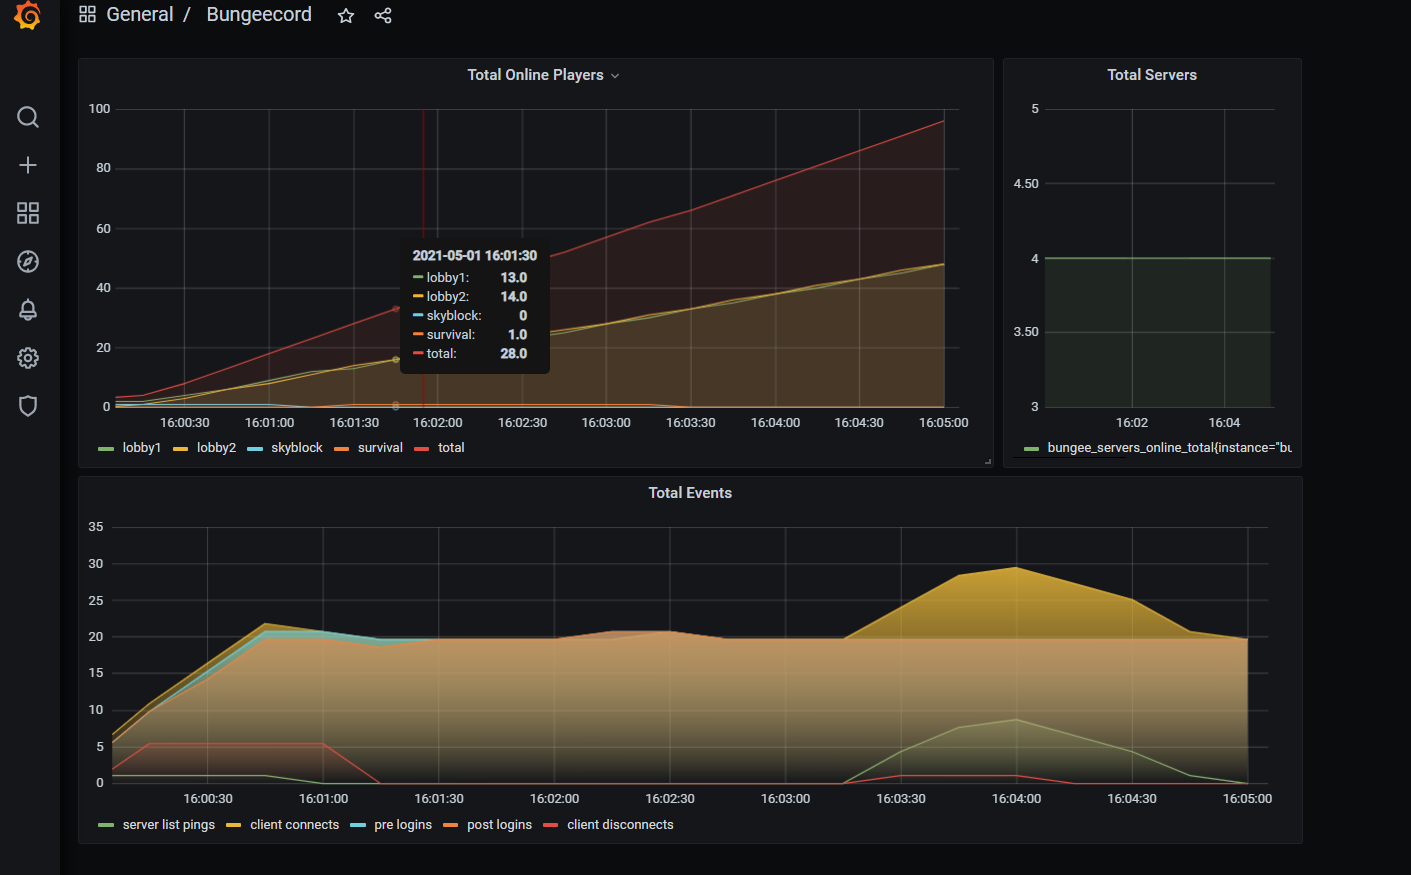 General / Bungeecord
Total Online Players
100
80
60
40
20
0
2021-05-01 16:01:30
lobby1: 13.0
lobby2: 14.0
skyblock: 0
survival: 1.0
total: 28.0
16:00:30 16:01:00 16:01:30 16:02:00 16:02:30 16:03:00 16:03:30 16:04:00 16:04:30 16:05:00
lobby1 lobby2 skyblock survival total
Total Servers
5
4.50
4
3.50
3
16:02 16:04
bungee_servers_online_total{instance="bu
Total Events
35
30
25
20
15
10
5
0
16:00:30 16:01:00 16:01:30 16:02:00 16:02:30 16:03:00 16:03:30 16:04:00 16:04:30 16:05:00
server list pings client connects pre logins post logins client disconnects